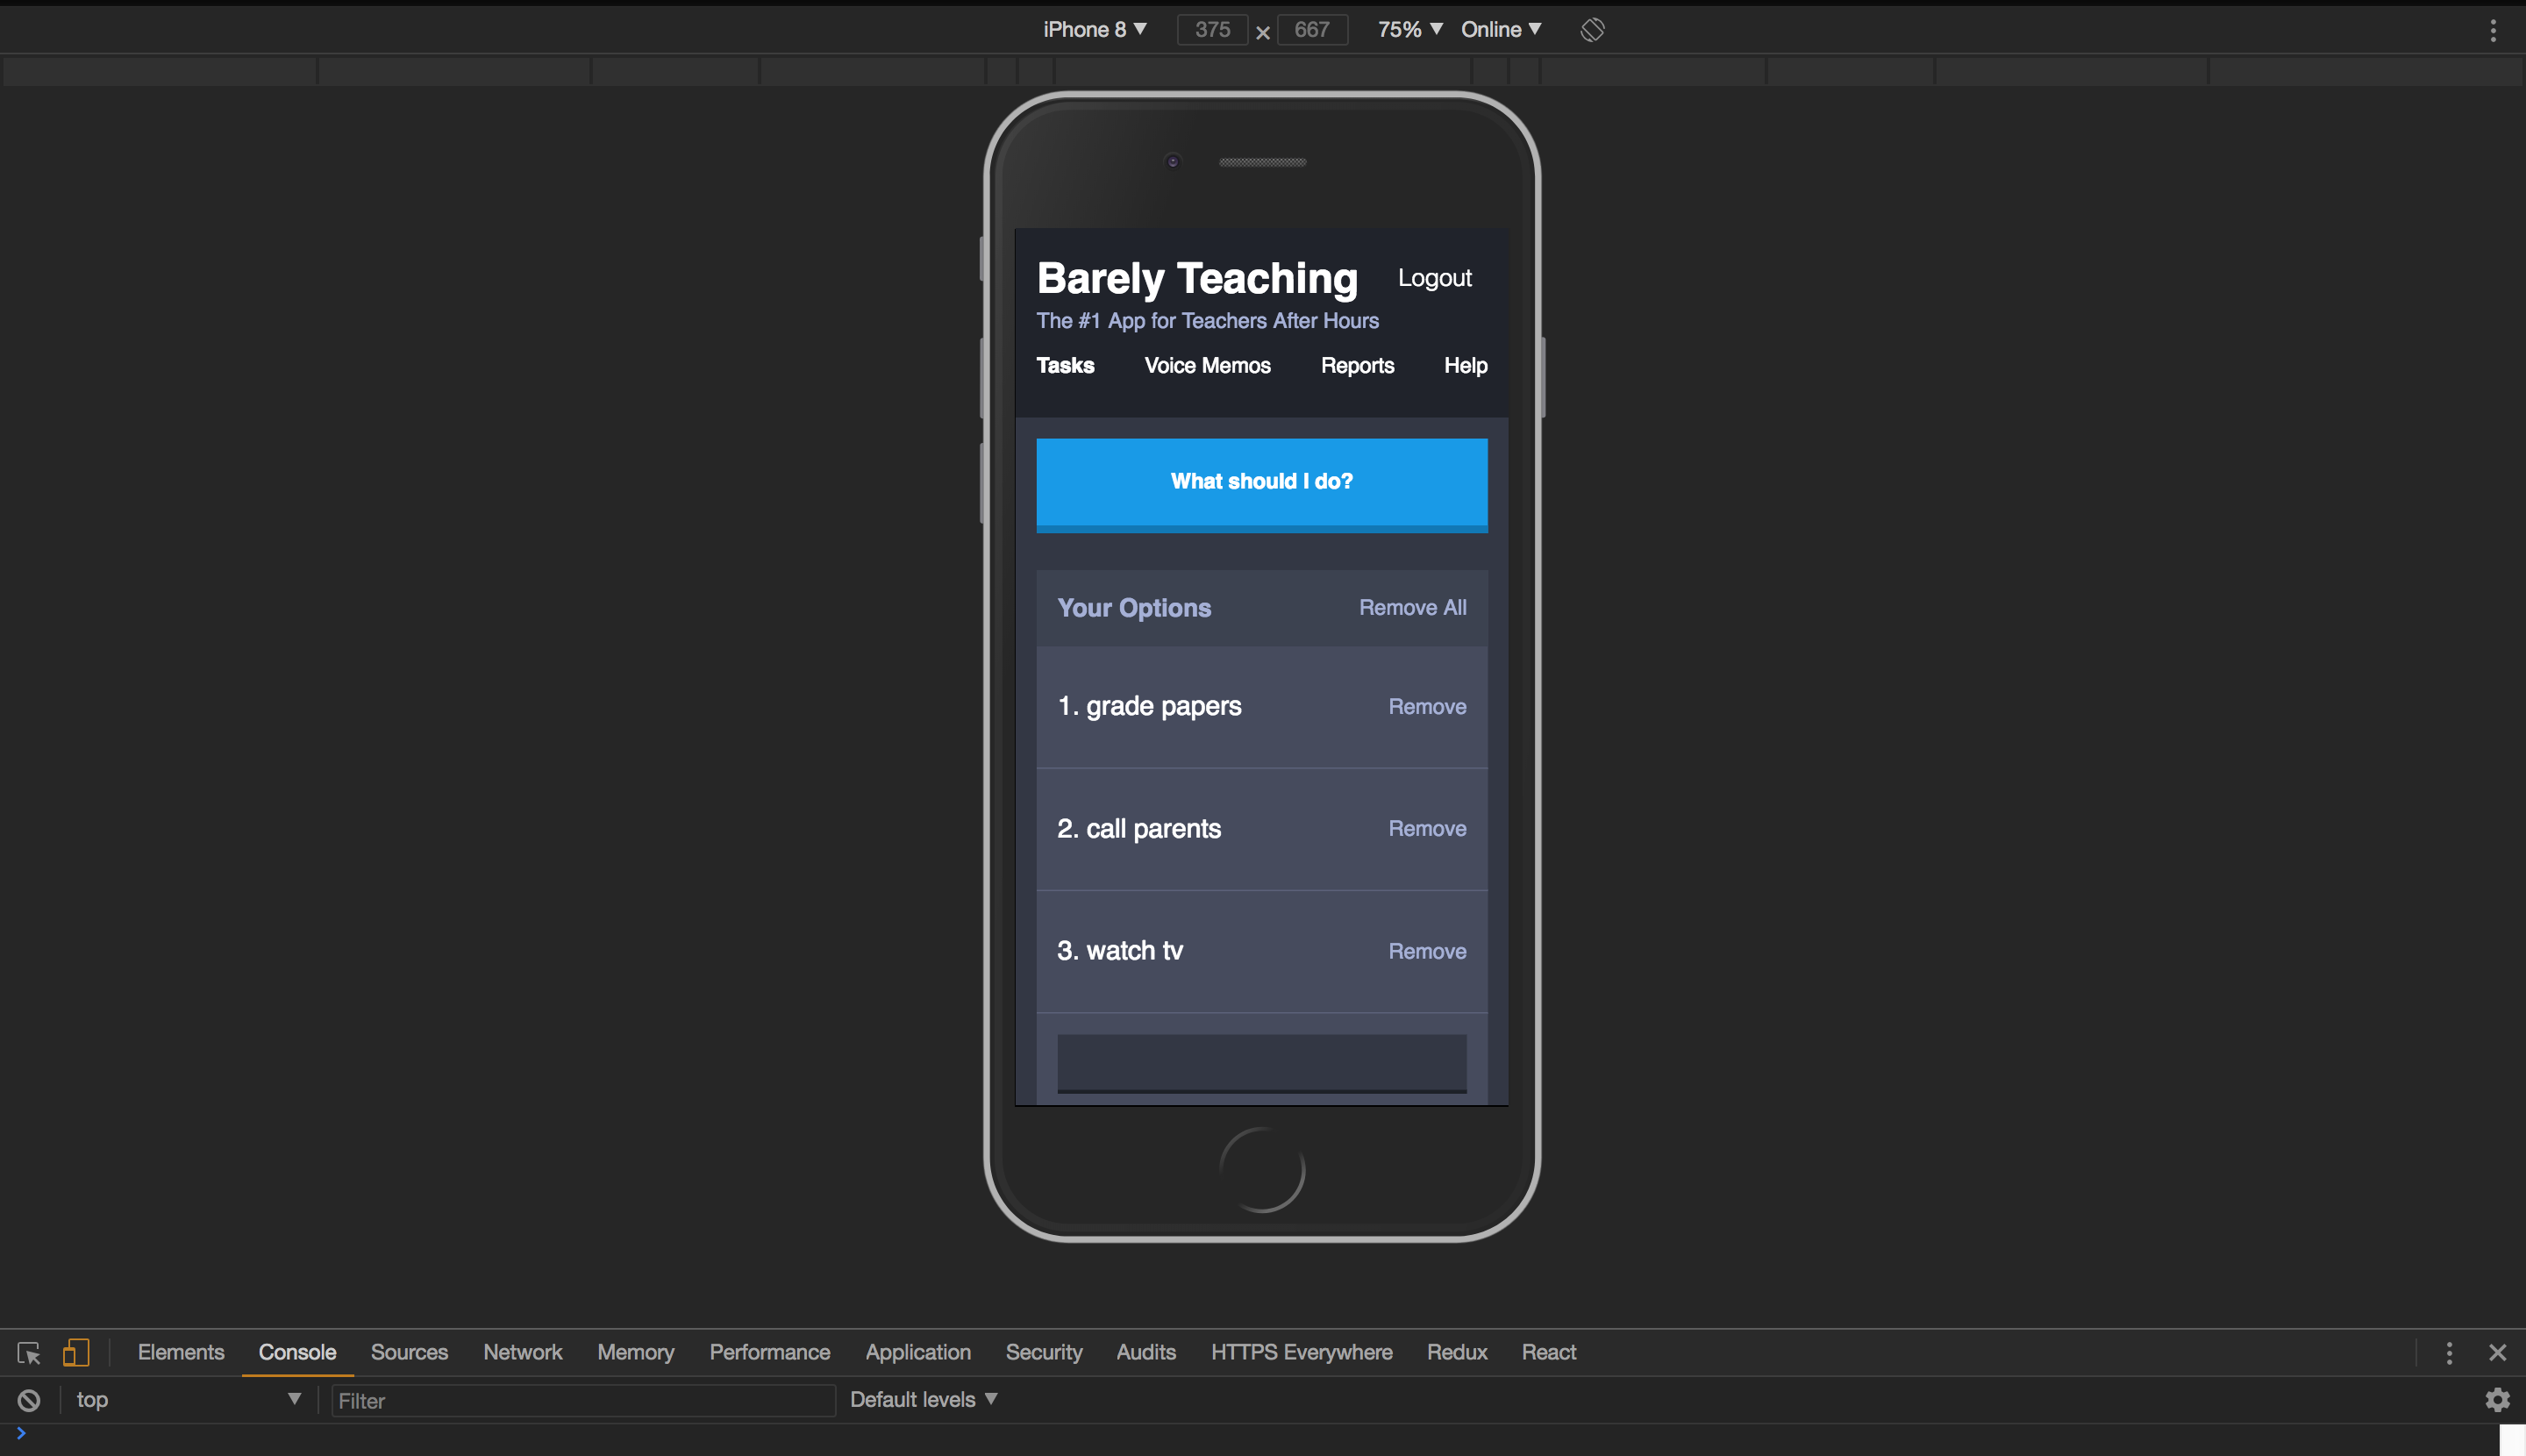 iPhone 8 ▼ 375 × 667 75% ▼ Online ▼
Barely Teaching Logout
The #1 App for Teachers After Hours
Tasks Voice Memos Reports Help
What should I do?
Your Options Remove All
1. grade papers Remove
2. call parents Remove
3. watch tv Remove
Elements Console Sources Network Memory Performance Application Security Audits HTTPS Everywhere Redux React
top ▼ Filter Default levels ▼